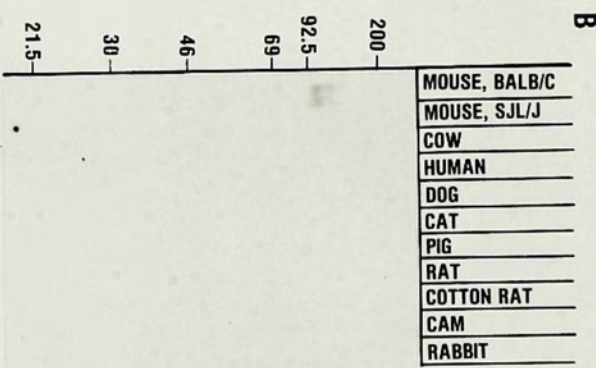 B
200
92.5
69
46
30
21.5
MOUSE, BALB/C
MOUSE, SJL/J
COW
HUMAN
DOG
CAT
PIG
RAT
COTTON RAT
CAM
RABBIT